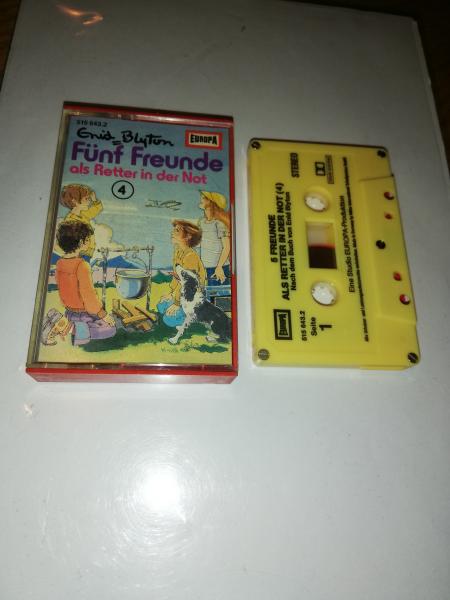 515 643.2
Enid Blyton
EUROPA
Fünf Freunde
als Retter in der Not
4
STEREO
5 FREUNDE
ALS RETTER IN DER NOT (4)
Nach dem Buch von Enid Blyton
EUROPA
515 643.2
Seite
1
Eine Studio EUROPA-Produktion